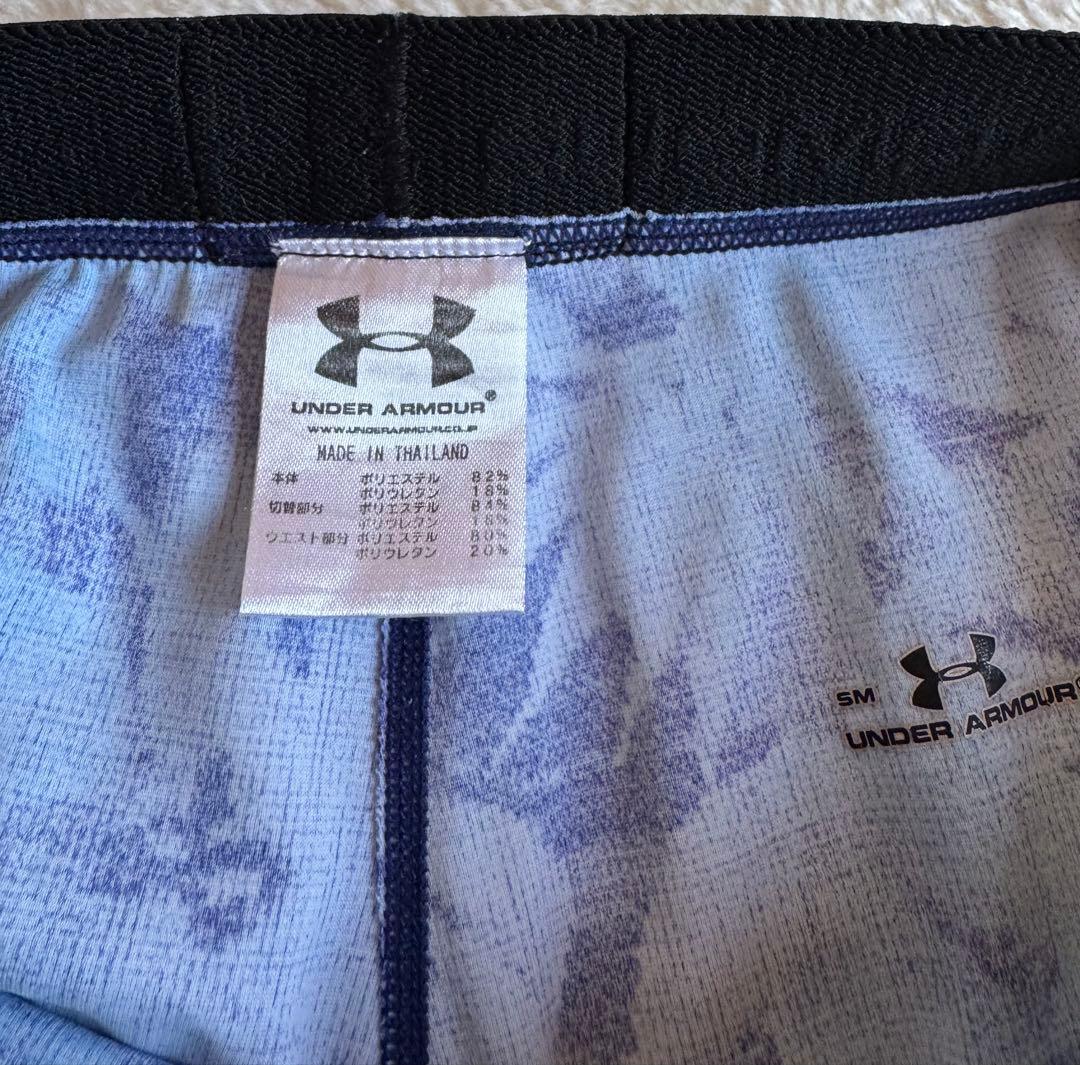 UNDER ARMOUR®
WWW.UNDERARMOUR.CO.JP
MADE IN THAILAND
本体 ポリエステル 82%
ポリウレタン 18%
切替部分 ポリエステル 84%
ポリウレタン 16%
ウエスト部分 ポリエステル 80%
ポリウレタン 20%
SM
UNDER ARMOUR®